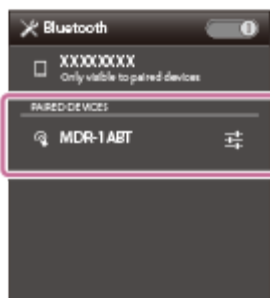 Bluetooth
XXXXXXXX
Only visible to paired devices
PAIRED DEVICES
MDR-1ABT